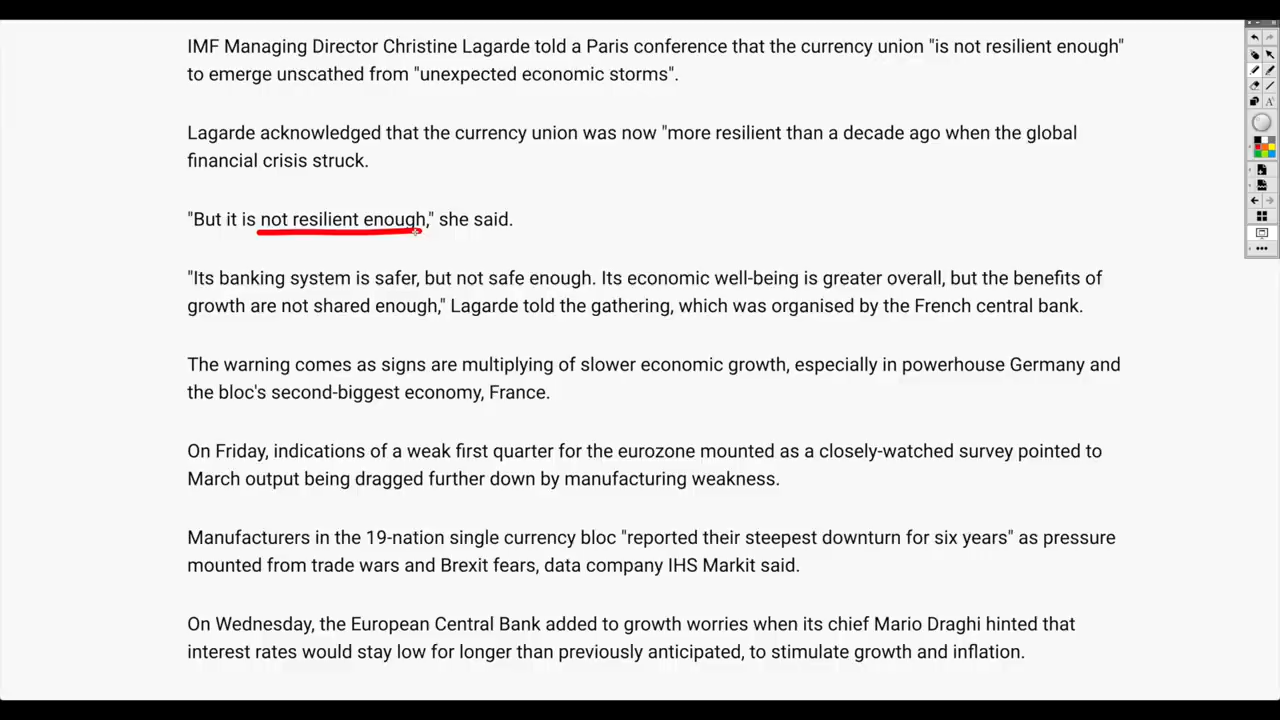 IMF Managing Director Christine Lagarde told a Paris conference that the currency union "is not resilient enough"
to emerge unscathed from "unexpected economic storms".
Lagarde acknowledged that the currency union was now "more resilient than a decade ago when the global
financial crisis struck.
"But it is not resilient enough," she said.
"Its banking system is safer, but not safe enough. Its economic well-being is greater overall, but the benefits of
growth are not shared enough," Lagarde told the gathering, which was organised by the French central bank.
The warning comes as signs are multiplying of slower economic growth, especially in powerhouse Germany and
the bloc's second-biggest economy, France.
On Friday, indications of a weak first quarter for the eurozone mounted as a closely-watched survey pointed to
March output being dragged further down by manufacturing weakness.
Manufacturers in the 19-nation single currency bloc "reported their steepest downturn for six years" as pressure
mounted from trade wars and Brexit fears, data company IHS Markit said.
On Wednesday, the European Central Bank added to growth worries when its chief Mario Draghi hinted that
interest rates would stay low for longer than previously anticipated, to stimulate growth and inflation.